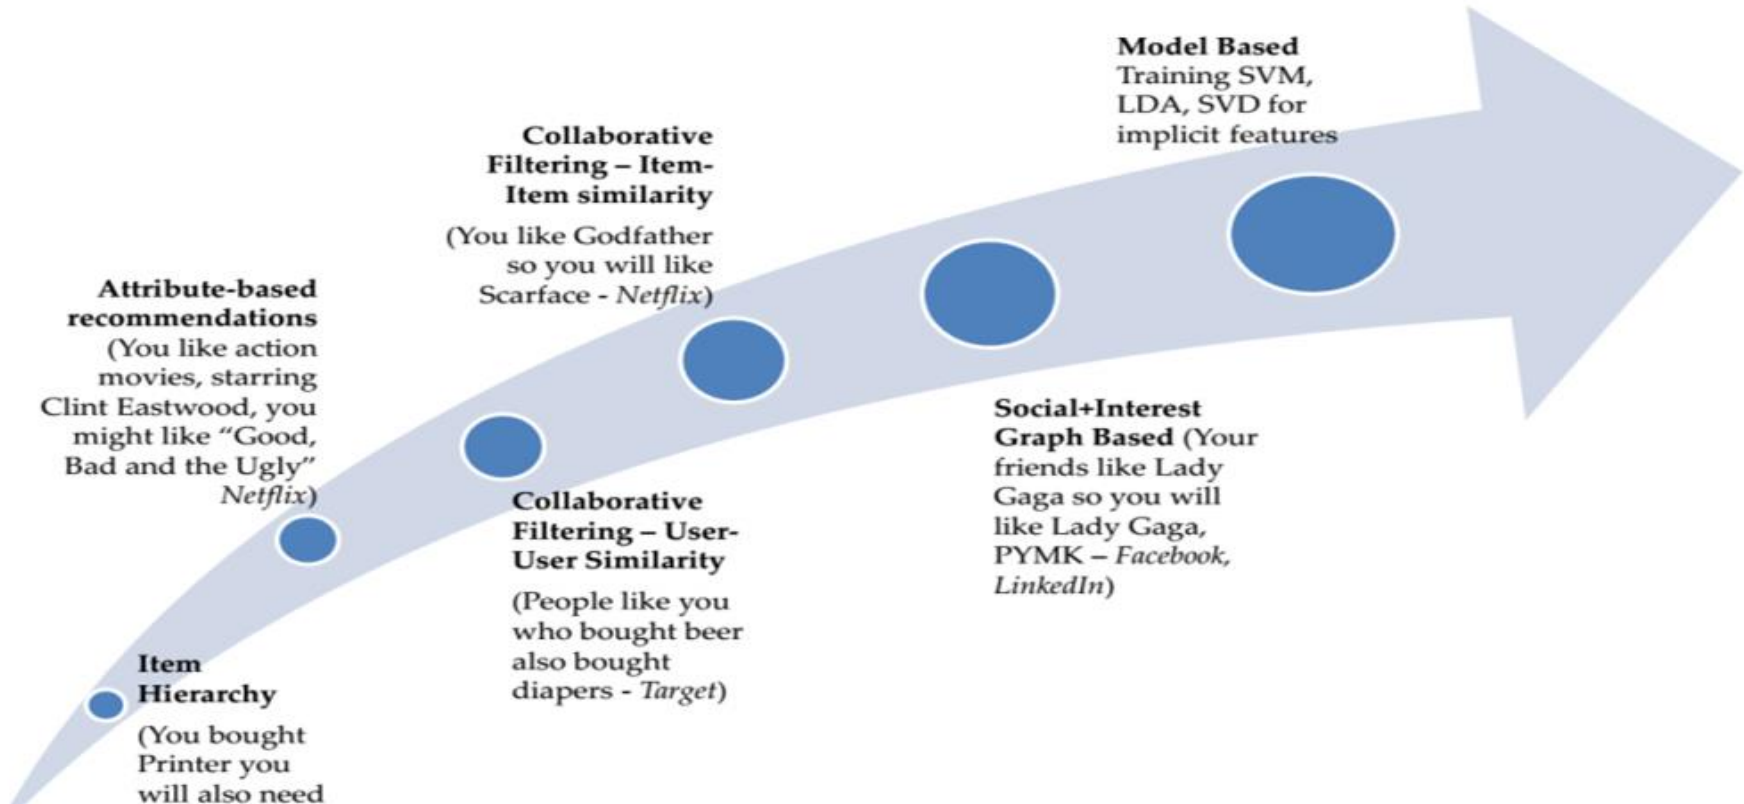 Item
Hierarchy
(You bought
Printer you
will also need
Attribute-based
recommendations
(You like action
movies, starring
Clint Eastwood, you
might like “Good,
Bad and the Ugly”
Netflix)
Collaborative
Filtering – User-
User Similarity
(People like you
who bought beer
also bought
diapers - Target)
Collaborative
Filtering – Item-
Item similarity
(You like Godfather
so you will like
Scarface - Netflix)
Social+Interest
Graph Based (Your
friends like Lady
Gaga so you will
like Lady Gaga,
PYMK – Facebook,
LinkedIn)
Model Based
Training SVM,
LDA, SVD for
implicit features